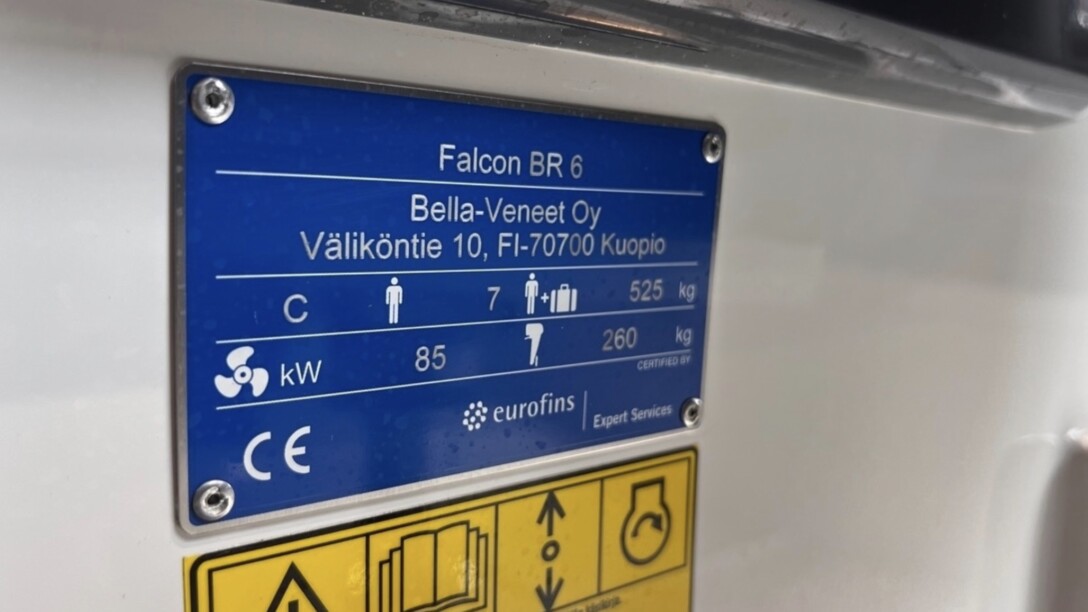 Falcon BR 6
Bella-Veneet Oy
Väliköntie 10, FI-70700 Kuopio
C 7 + 525 kg
kW 85 260 kg
CERTIFIED BY
eurofins Expert Services
CE